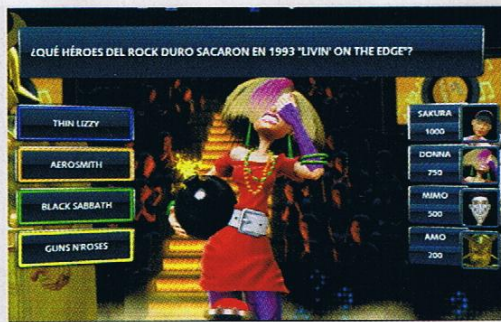 ¿QUÉ HÉROES DEL ROCK DURO SACARON EN 1993 "LIVIN' ON THE EDGE"?
THIN LIZZY
AEROSMITH
BLACK SABBATH
GUNS N'ROSES
SAKURA
1000
DONNA
750
MIMO
500
AMO
200